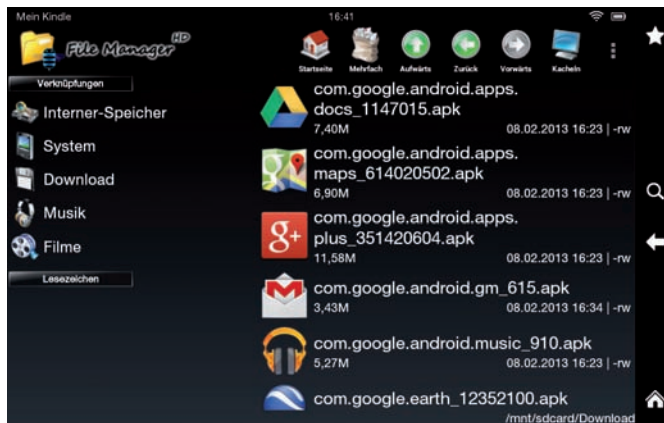 Mein Kindle
16:41
File Manager HD
Startseite Mehrfach Aufwärts Zurück Vorwärts Kacheln
Verknüpfungen
Interner-Speicher
System
Download
Musik
Filme
Lesezeichen
com.google.android.apps.
docs_1147015.apk
7,40M 08.02.2013 16:23 | -rw
com.google.android.apps.
maps_614020502.apk
6,90M 08.02.2013 16:23 | -rw
com.google.android.apps.
plus_351420604.apk
11,58M 08.02.2013 16:23 | -rw
com.google.android.gm_615.apk
3,43M 08.02.2013 16:34 | -rw
com.google.android.music_910.apk
5,27M 08.02.2013 16:23 | -rw
com.google.earth_12352100.apk
/mnt/sdcard/Download